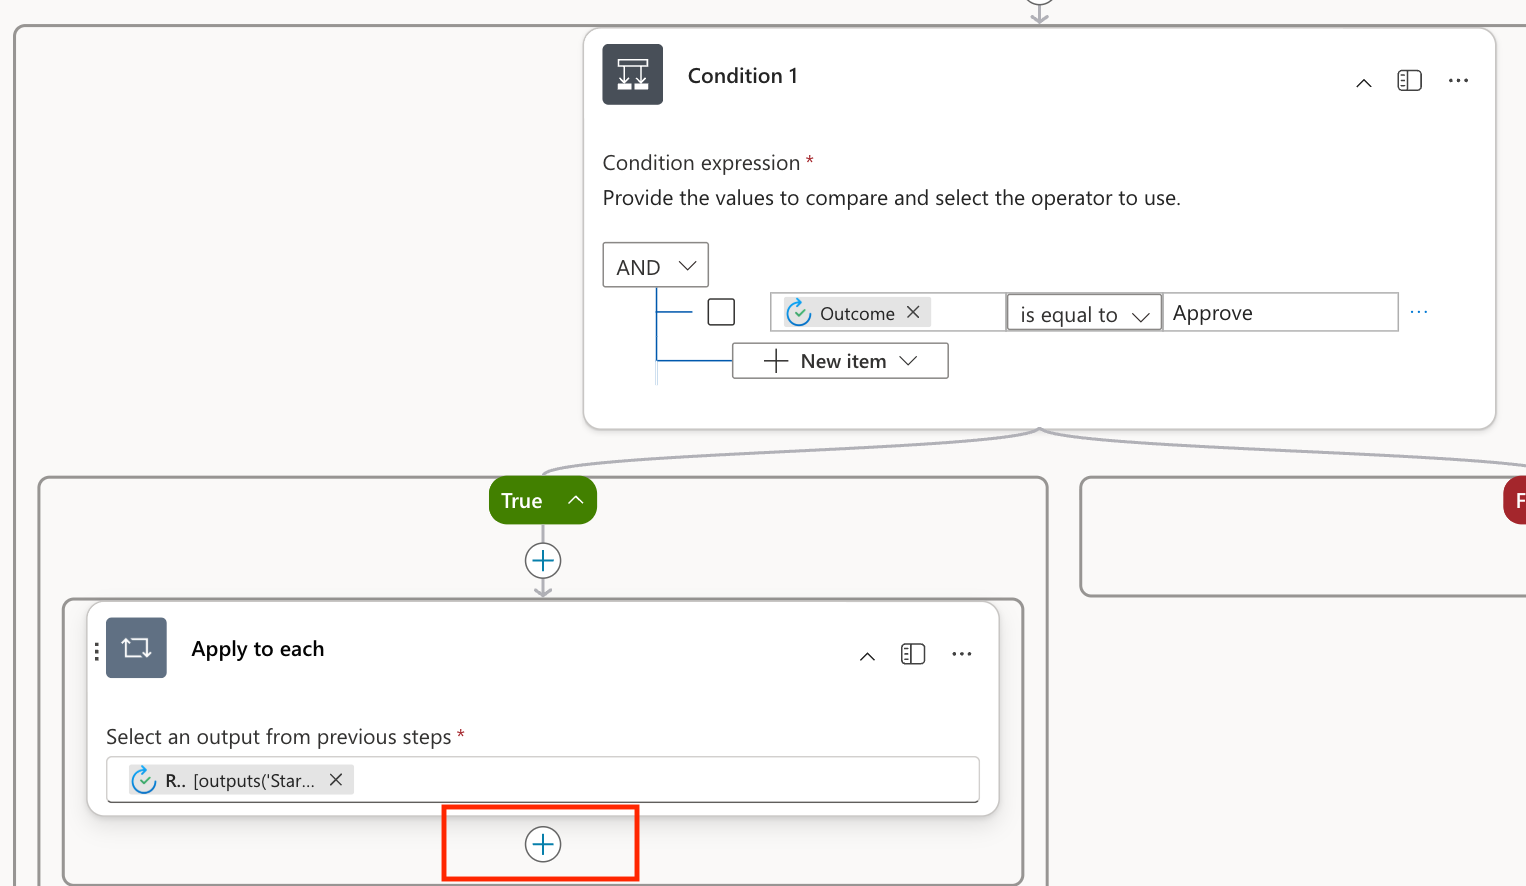 Condition 1
Condition expression *
Provide the values to compare and select the operator to use.
AND
Outcome
is equal to
Approve
New item
True
F
Apply to each
Select an output from previous steps *
R.. [outputs('Star...